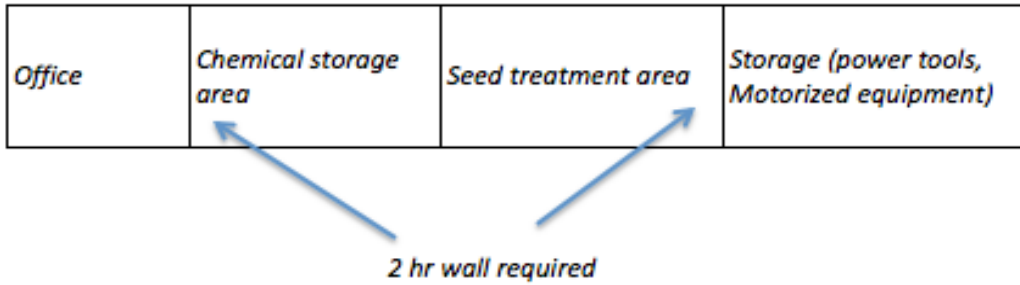 Office
Chemical storage
area
Seed treatment area
Storage (power tools,
Motorized equipment)
2 hr wall required